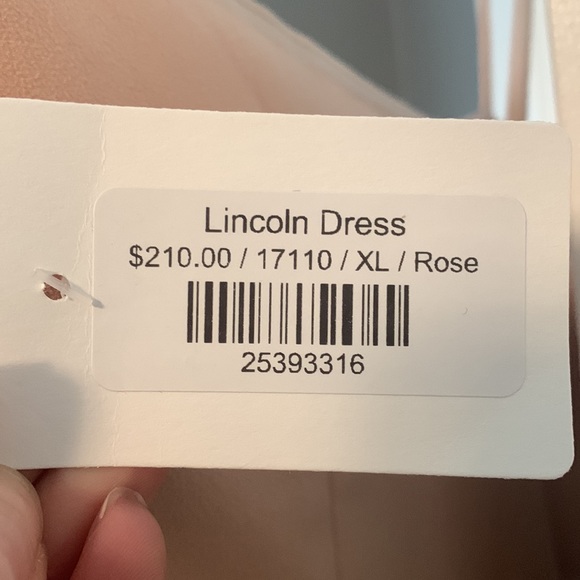 Lincoln Dress
$210.00 / 17110 / XL / Rose
25393316